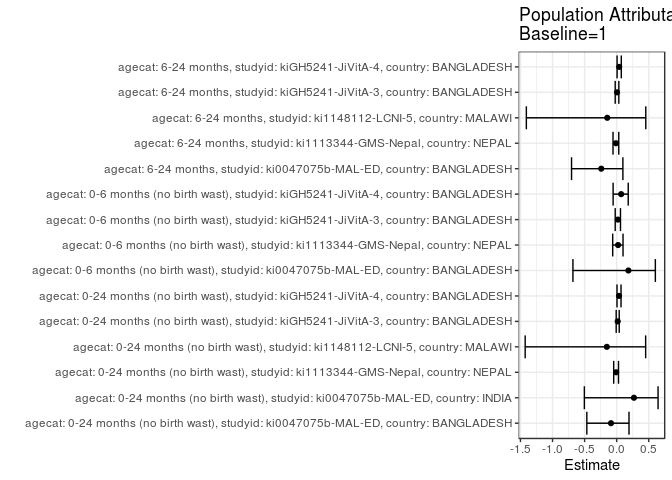 Population Attributa
Baseline=1
agecat: 6-24 months, studyid: kiGH5241-JiVitA-4, country: BANGLADESH
agecat: 6-24 months, studyid: kiGH5241-JiVitA-3, country: BANGLADESH
agecat: 6-24 months, studyid: ki1148112-LCNI-5, country: MALAWI
agecat: 6-24 months, studyid: ki1113344-GMS-Nepal, country: NEPAL
agecat: 6-24 months, studyid: ki0047075b-MAL-ED, country: BANGLADESH
agecat: 0-6 months (no birth wast), studyid: kiGH5241-JiVitA-4, country: BANGLADESH
agecat: 0-6 months (no birth wast), studyid: kiGH5241-JiVitA-3, country: BANGLADESH
agecat: 0-6 months (no birth wast), studyid: ki1113344-GMS-Nepal, country: NEPAL
agecat: 0-6 months (no birth wast), studyid: ki0047075b-MAL-ED, country: BANGLADESH
agecat: 0-24 months (no birth wast), studyid: kiGH5241-JiVitA-4, country: BANGLADESH
agecat: 0-24 months (no birth wast), studyid: kiGH5241-JiVitA-3, country: BANGLADESH
agecat: 0-24 months (no birth wast), studyid: ki1148112-LCNI-5, country: MALAWI
agecat: 0-24 months (no birth wast), studyid: ki1113344-GMS-Nepal, country: NEPAL
agecat: 0-24 months (no birth wast), studyid: ki0047075b-MAL-ED, country: INDIA
agecat: 0-24 months (no birth wast), studyid: ki0047075b-MAL-ED, country: BANGLADESH
-1.5 -1.0 -0.5 0.0 0.5
Estimate